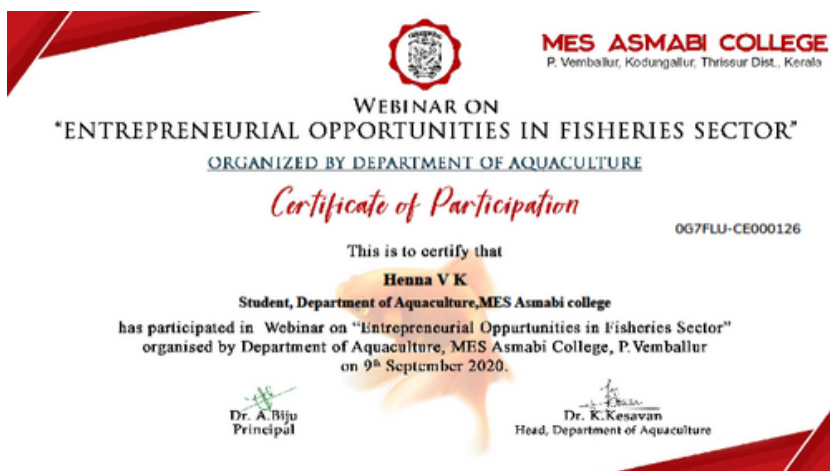 MES ASMABI COLLEGE
P. Vemballur, Kodungallur, Thrissur Dist., Kerala
WEBINAR ON
"ENTREPRENEURIAL OPPORTUNITIES IN FISHERIES SECTOR"
ORGANIZED BY DEPARTMENT OF AQUACULTURE
Certificate of Participation
0G7FLU-CE000126
This is to certify that
Henna V K
Student, Department of Aquaculture,MES Asmabi college
has participated in Webinar on "Entrepreneurial Oppurtunities in Fisheries Sector"
organised by Department of Aquaculture, MES Asmabi College, P. Vemballur
on 9th September 2020.
Dr. A.Biju
Principal
Dr. K.Kesavan
Head, Department of Aquaculture